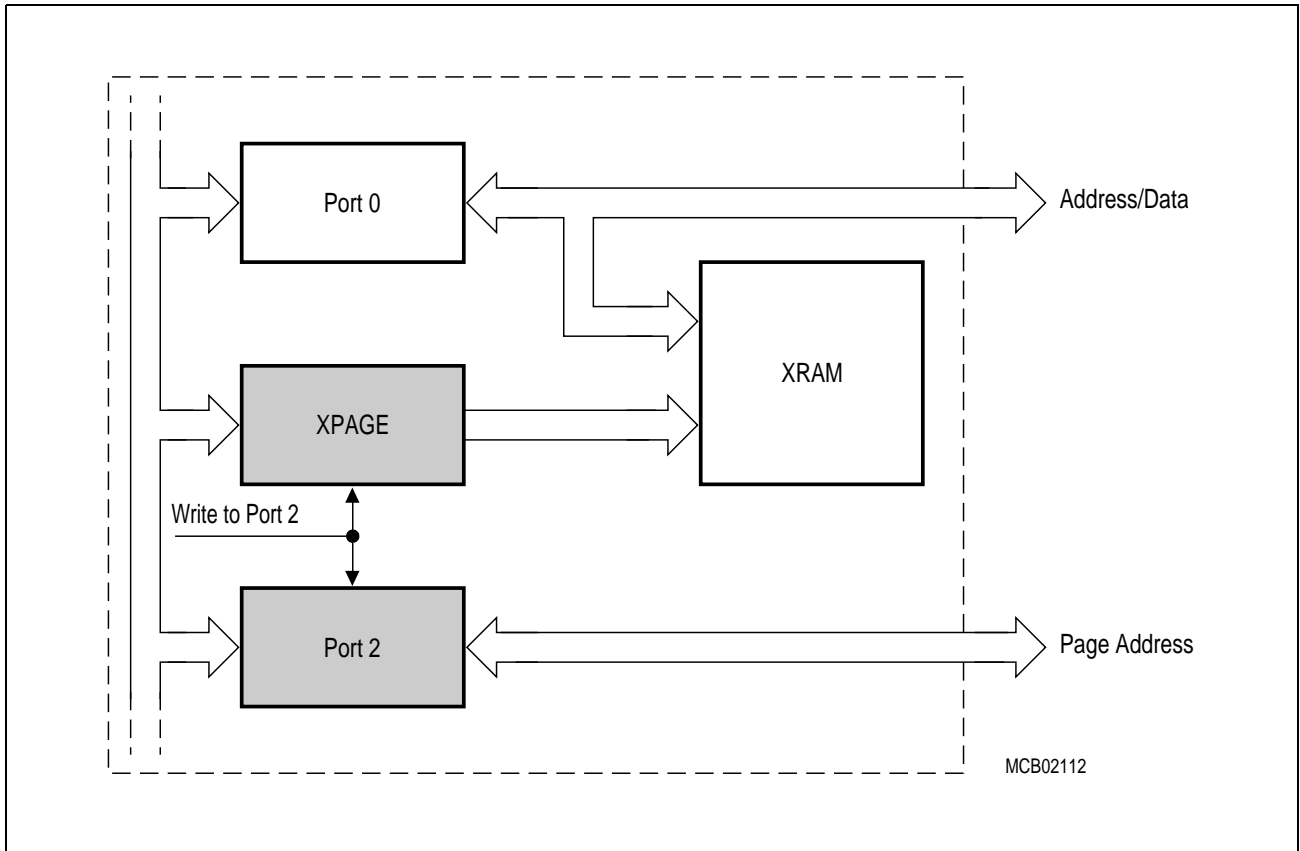 Port 0
Address/Data
XRAM
XPAGE
Write to Port 2
Port 2
Page Address
MCB02112